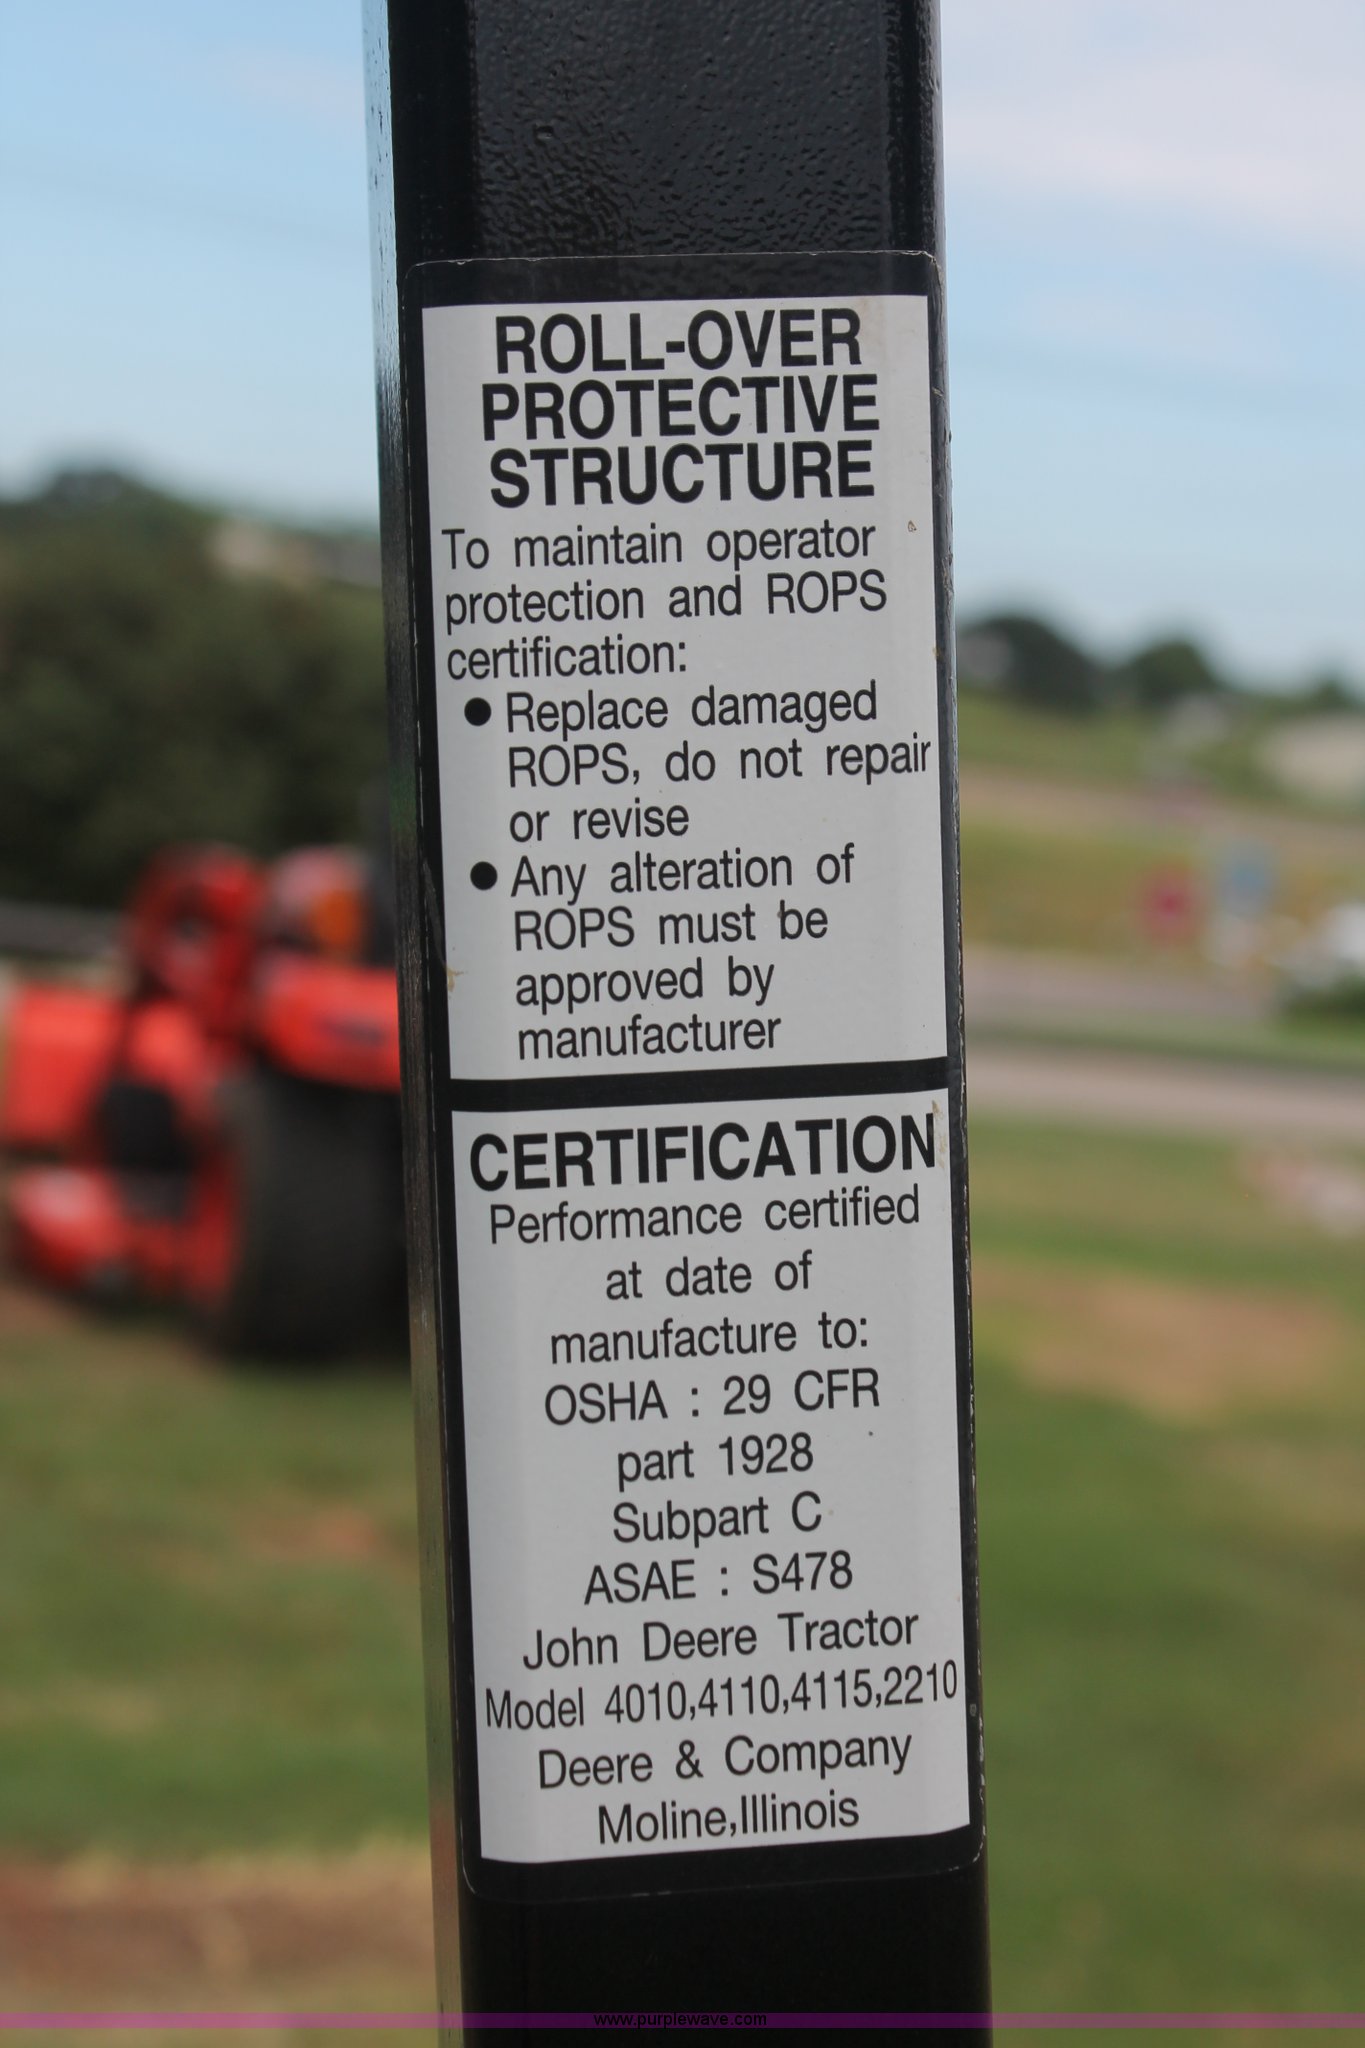 ROLL-OVER
PROTECTIVE
STRUCTURE
To maintain operator
protection and ROPS
certification:
● Replace damaged
ROPS, do not repair
or revise
● Any alteration of
ROPS must be
approved by
manufacturer
CERTIFICATION
Performance certified
at date of
manufacture to:
OSHA : 29 CFR
part 1928
Subpart C
ASAE : S478
John Deere Tractor
Model 4010,4110,4115,2210
Deere & Company
Moline,Illinois
www.purplewave.com